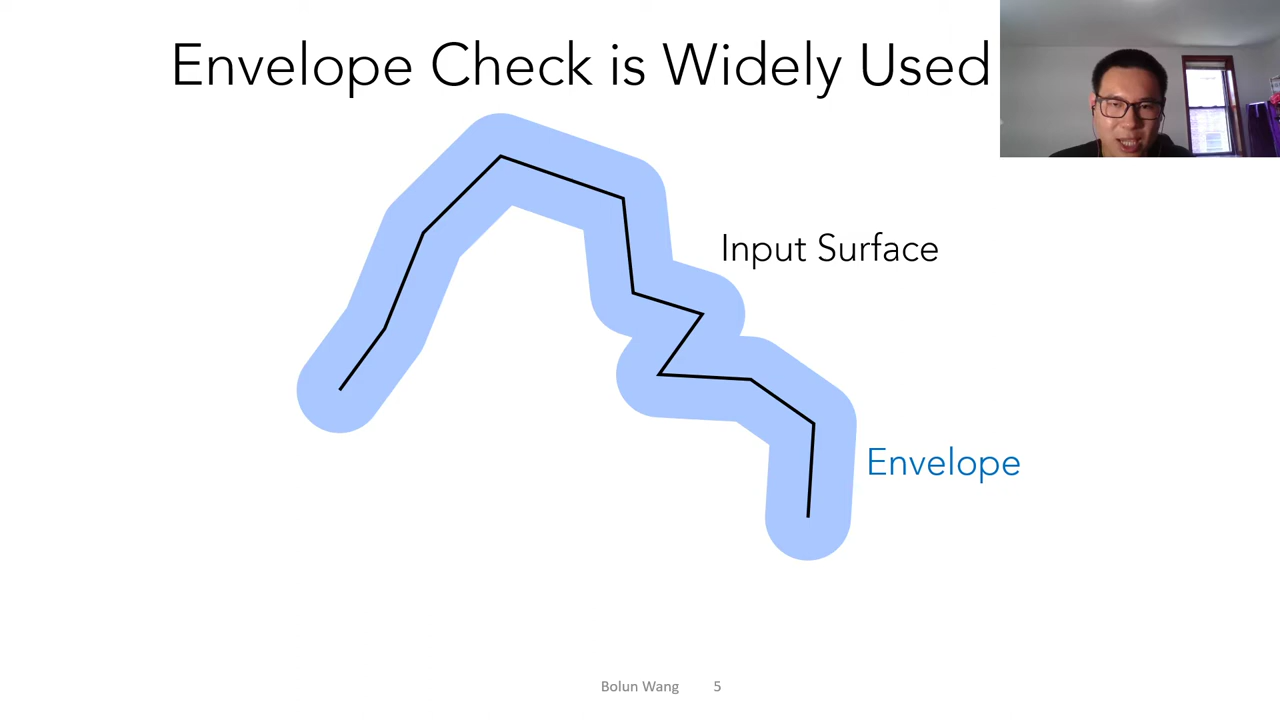 Envelope Check is Widely Used
Input Surface
Envelope
Bolun Wang 5